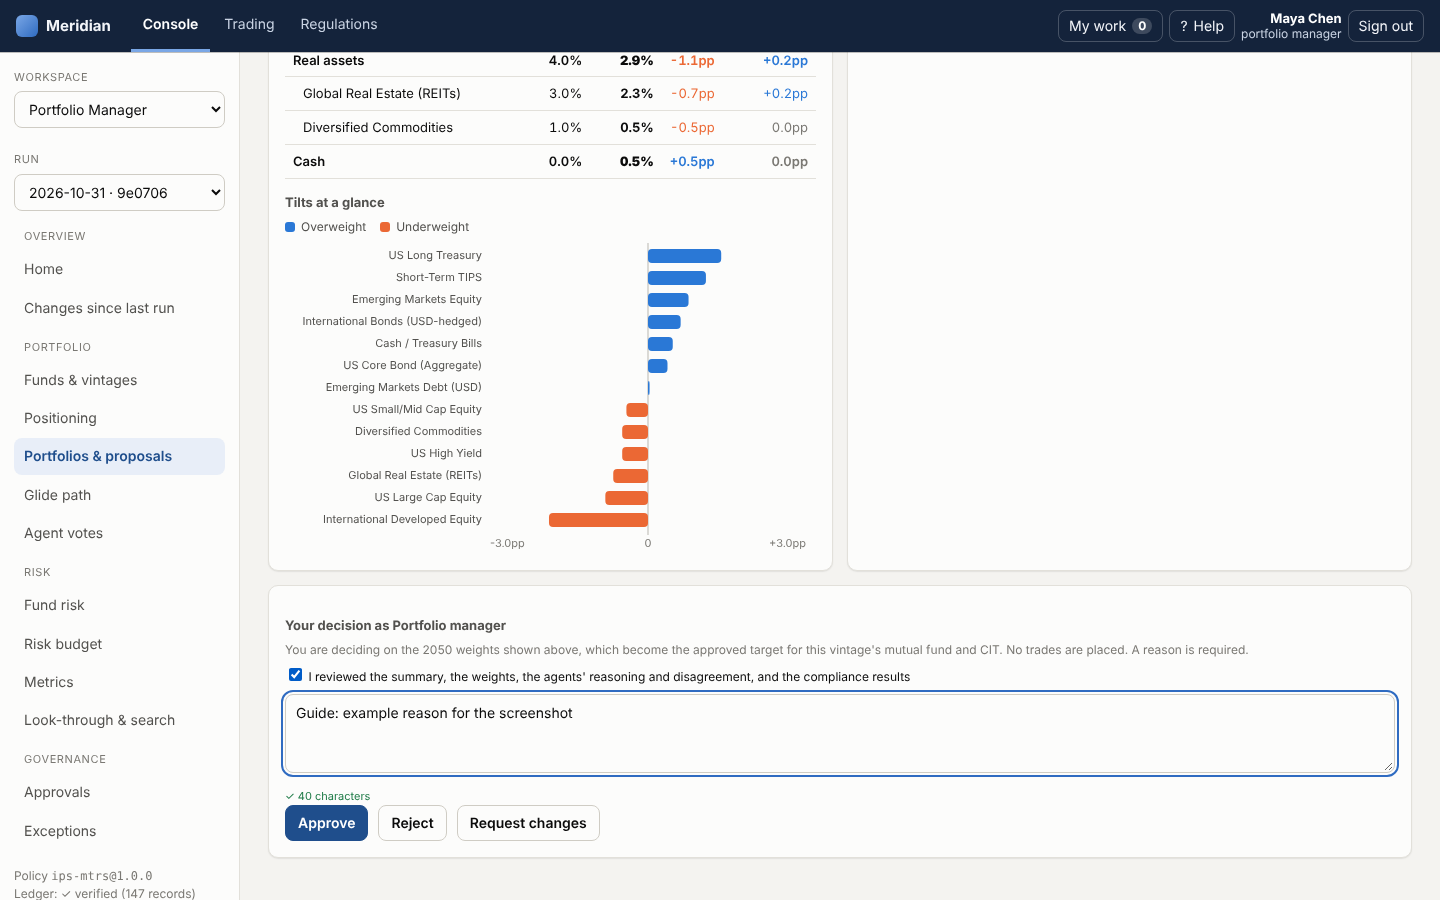 Meridian Console Trading Regulations My work 0 ? Help Maya Chen portfolio manager Sign out
WORKSPACE
Portfolio Manager
RUN
2026-10-31 · 9e0706
OVERVIEW
Home
Changes since last run
PORTFOLIO
Funds & vintages
Positioning
Portfolios & proposals
Glide path
Agent votes
RISK
Fund risk
Risk budget
Metrics
Look-through & search
GOVERNANCE
Approvals
Exceptions
Policy ips-mtrs@1.0.0
Ledger: ✓ verified (147 records)
Real assets 4.0% 2.9% -1.1pp +0.2pp
Global Real Estate (REITs) 3.0% 2.3% -0.7pp +0.2pp
Diversified Commodities 1.0% 0.5% -0.5pp 0.0pp
Cash 0.0% 0.5% +0.5pp 0.0pp
Tilts at a glance
Overweight Underweight
US Long Treasury
Short-Term TIPS
Emerging Markets Equity
International Bonds (USD-hedged)
Cash / Treasury Bills
US Core Bond (Aggregate)
Emerging Markets Debt (USD)
US Small/Mid Cap Equity
Diversified Commodities
US High Yield
Global Real Estate (REITs)
US Large Cap Equity
International Developed Equity
-3.0pp 0 +3.0pp
Your decision as Portfolio manager
You are deciding on the 2050 weights shown above, which become the approved target for this vintage's mutual fund and CIT. No trades are placed. A reason is required.
I reviewed the summary, the weights, the agents' reasoning and disagreement, and the compliance results
Guide: example reason for the screenshot
✓ 40 characters
Approve Reject Request changes